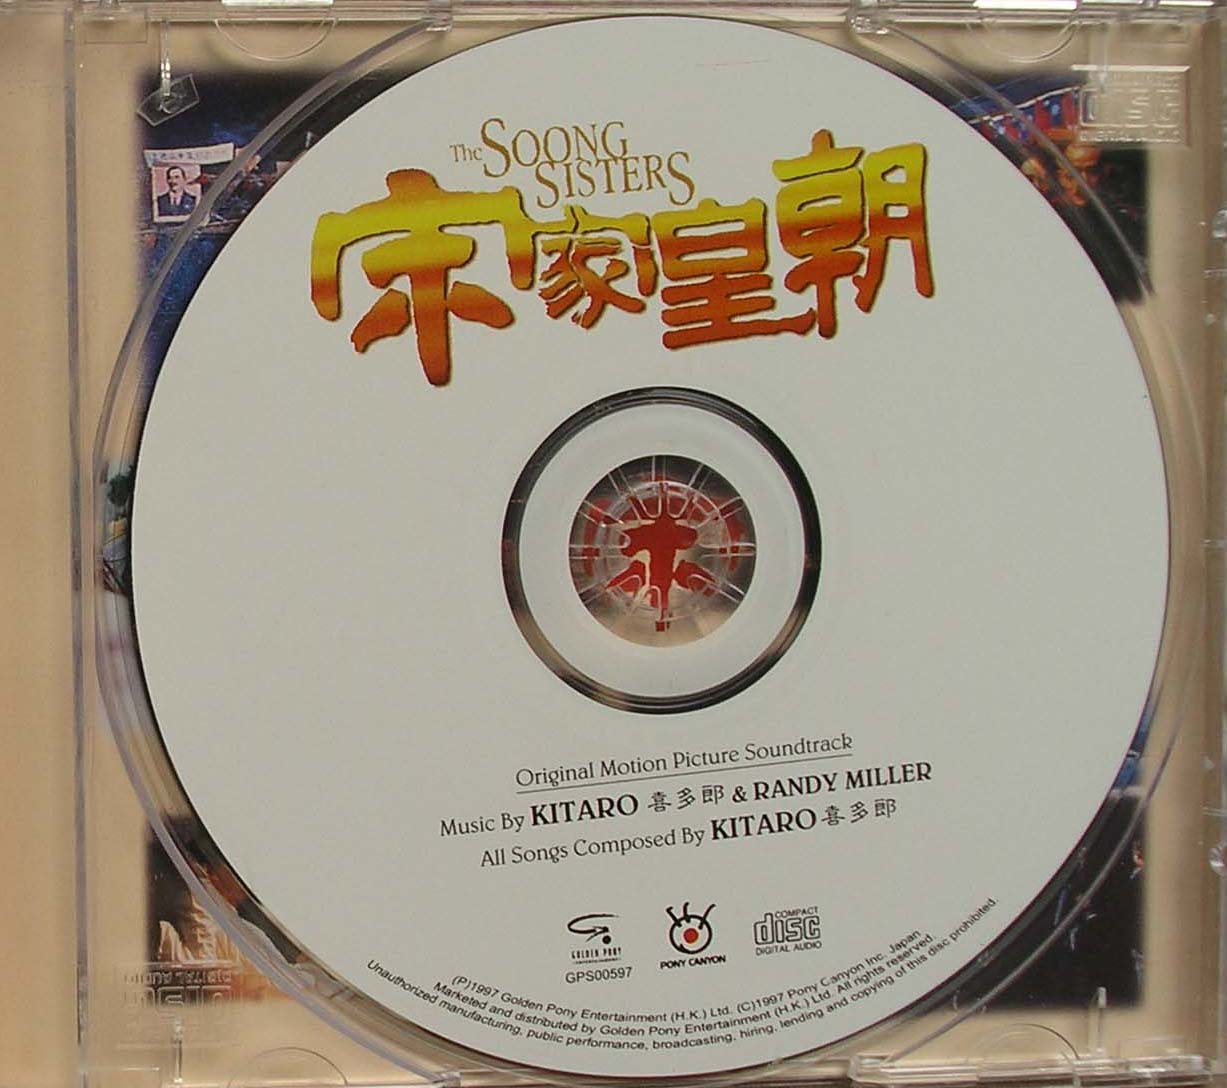 The SOONG
SISTERS
宋家皇朝
Original Motion Picture Soundtrack
Music By KITARO 喜多郎 & RANDY MILLER
All Songs Composed By KITARO 喜多郎
GOLDEN PONY
ENTERTAINMENT
GPS00597
PONY CANYON
COMPACT
disc
DIGITAL AUDIO
(P)1997 Golden Pony Entertainment (H.K.) Ltd. (C)1997 Pony Canyon Inc. Japan
Marketed and distributed by Golden Pony Entertainment (H.K.) Ltd. All rights reserved.
Unauthorized manufacturing, public performance, broadcasting, hiring, lending and copying of this disc prohibited.
DISC
DIGITAL AUDIO